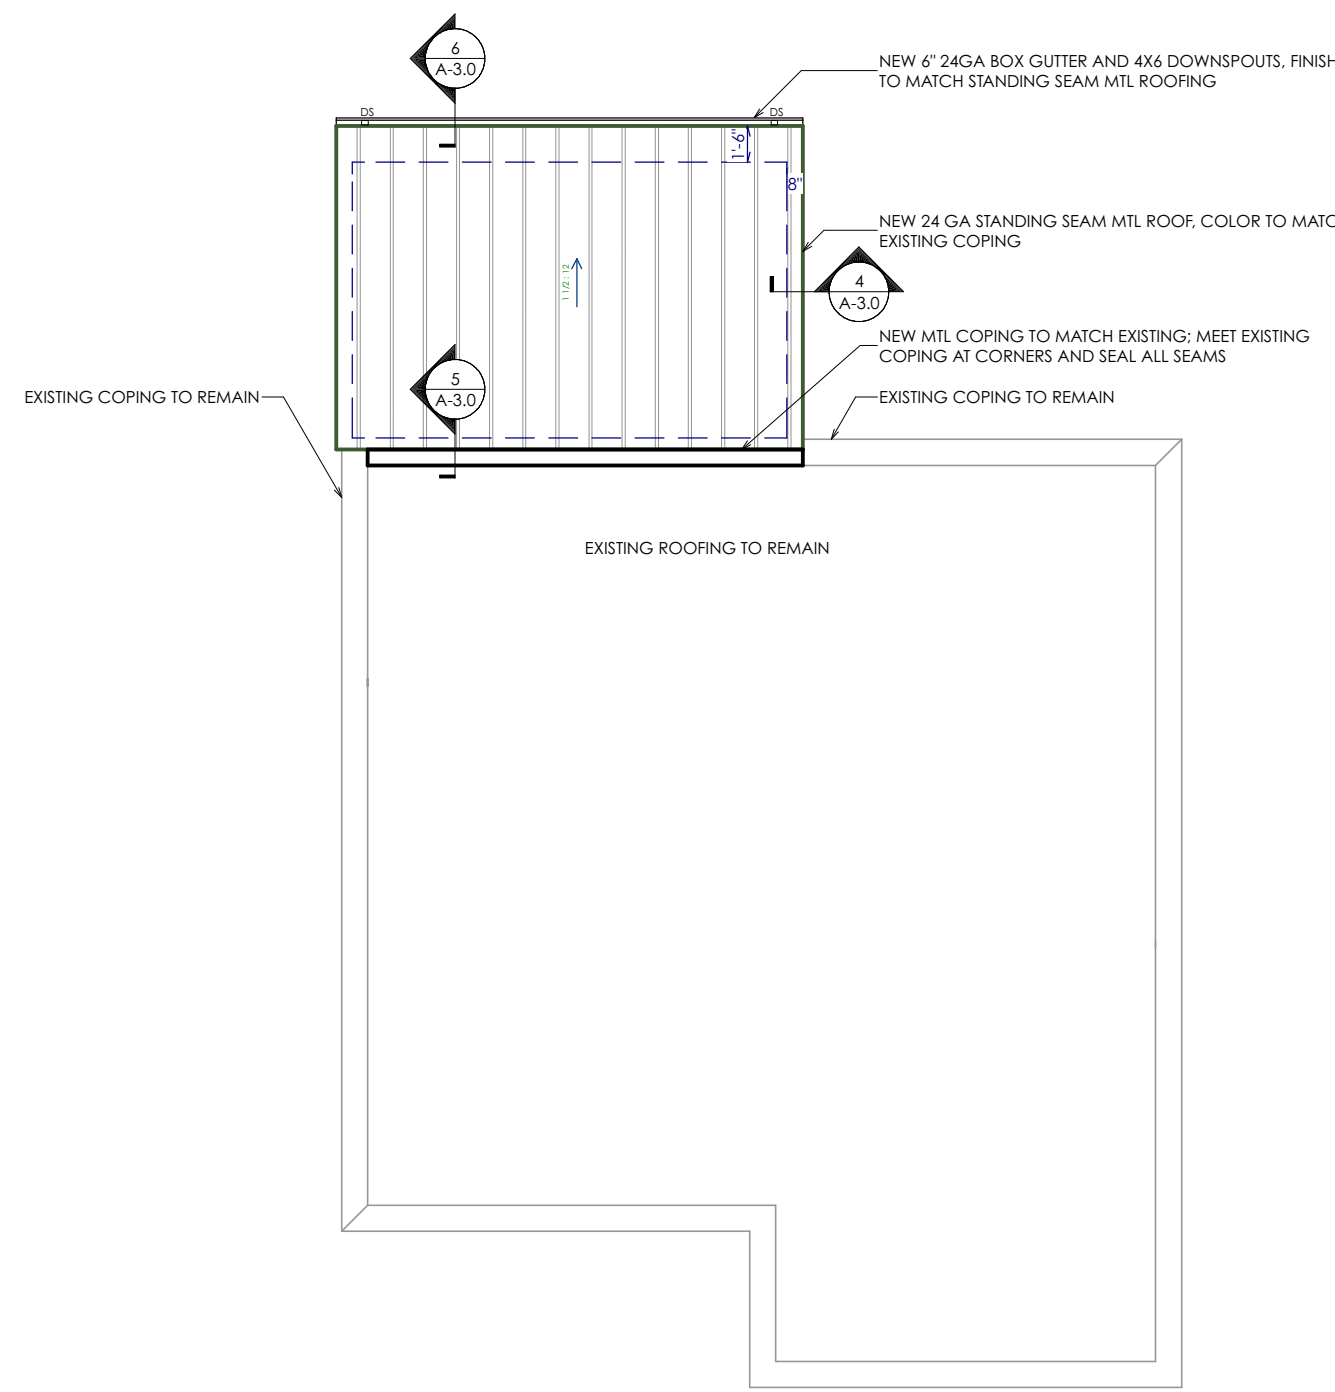 6
A-3.0
NEW 6" 24GA BOX GUTTER AND 4X6 DOWNSPOUTS, FINISH
TO MATCH STANDING SEAM MTL ROOFING
DS
DS
1'-6"
8"
NEW 24 GA STANDING SEAM MTL ROOF, COLOR TO MATC
EXISTING COPING
1 1/2 : 12
4
A-3.0
NEW MTL COPING TO MATCH EXISTING; MEET EXISTING
COPING AT CORNERS AND SEAL ALL SEAMS
5
A-3.0
EXISTING COPING TO REMAIN
EXISTING COPING TO REMAIN
EXISTING ROOFING TO REMAIN